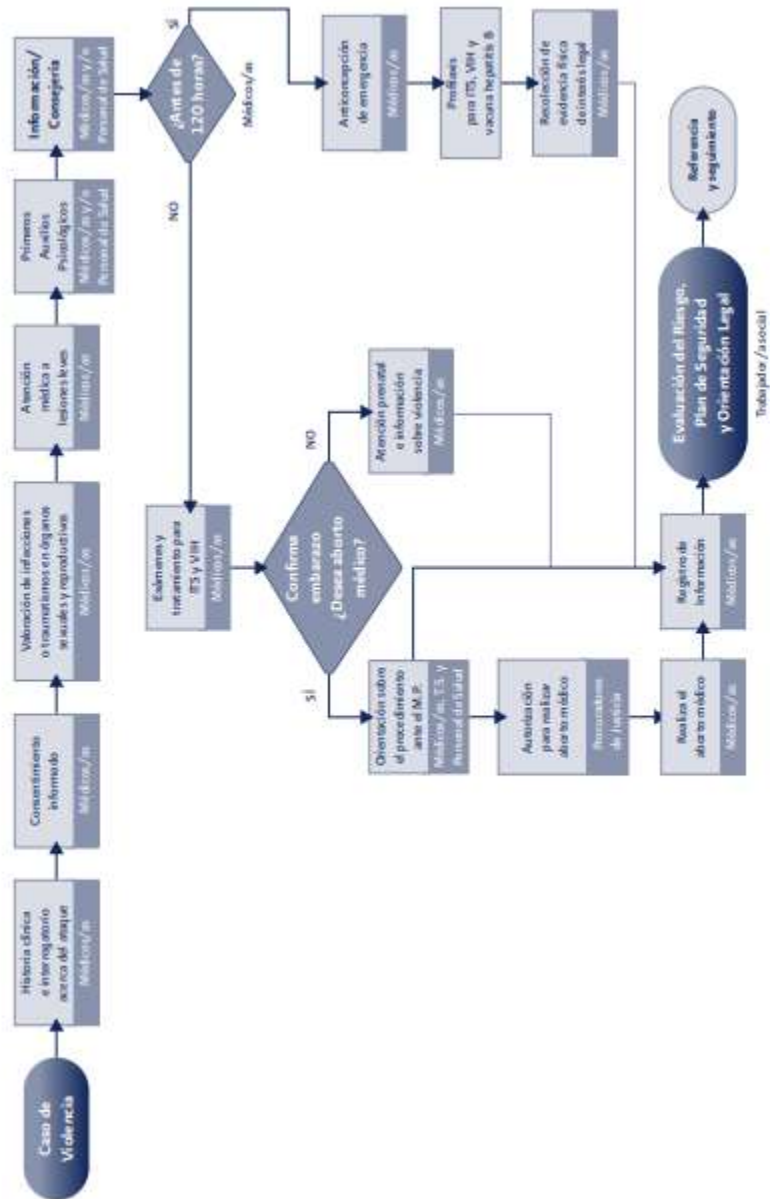 Caso de
Violencia
Historia clínica
e interrogatorio
acerca del ataque
Médicos/as
Consentimiento
informado
Médicos/as
Valoración de infecciones
o traumatismos en órganos
sexuales y reproductivos
Médicos/as
Atención
médica a
lesiones leves
Médicos/as
Primeros
Auxilios
Psicológicos
Médicos/as y/o
Personal de Salud
Información/
Consejería
Médicos/as y/o
Personal de Salud
¿Antes de
120 horas?
Médicos/as
SÍ
NO
Anticoncepción
de emergencia
Médicos/as
Profilaxis
para ITS, VIH y
vacuna hepatitis B
Recolección de
evidencia física
de interés legal
Médicos/as
Exámenes y
tratamiento para
ITS y VIH
Médicos/as
Confirma
embarazo
¿Desea aborto
médico?
SÍ
NO
Atención prenatal
e información
sobre violencia
Médicos/as
Orientación sobre
el procedimiento
ante el M.P.
Médicos/as, T.S. y
Personal de Salud
Autorización
para realizar
aborto médico
Procuradores
de Justicia
Realiza el
aborto médico
Médicos/as
Registro de
información
Médicos/as
Evaluación del Riesgo,
Plan de Seguridad
y Orientación Legal
Trabajador/a social
Referencia
y seguimiento